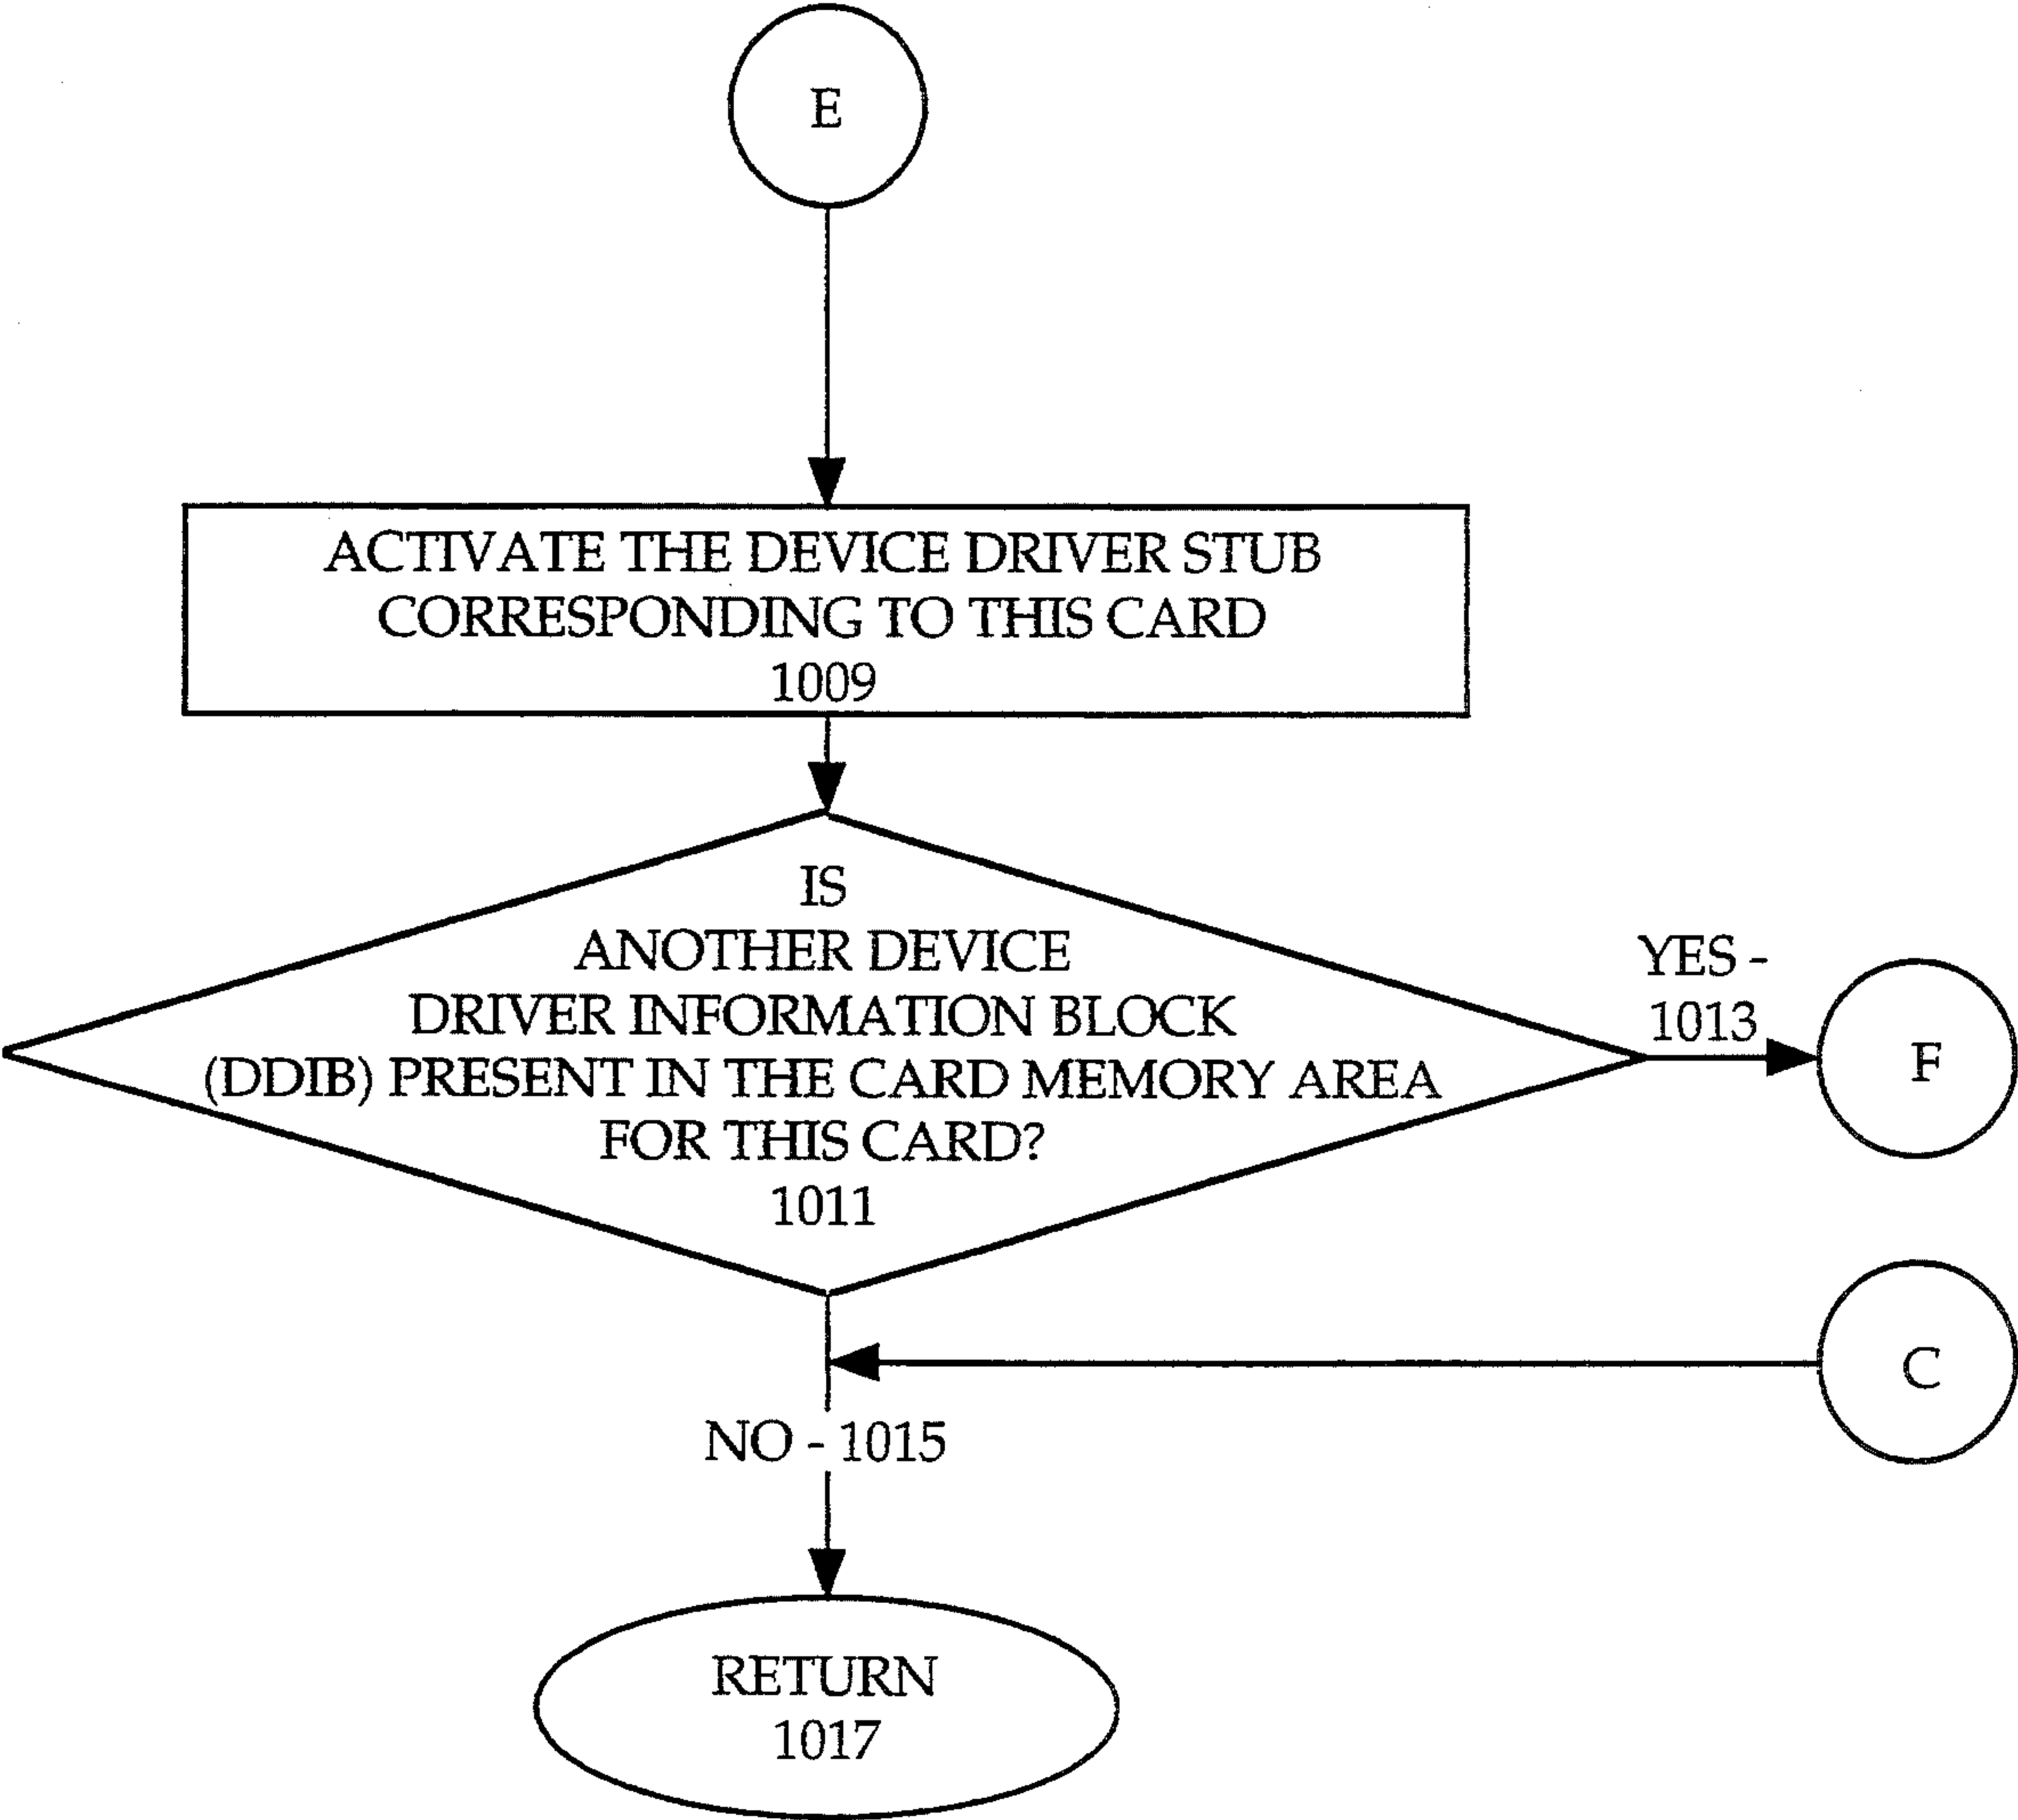 E
ACTIVATE THE DEVICE DRIVER STUB
CORRESPONDING TO THIS CARD
1009
IS
ANOTHER DEVICE
DRIVER INFORMATION BLOCK
(DDIB) PRESENT IN THE CARD MEMORY AREA
FOR THIS CARD?
1011
YES -
1013
F
C
NO - 1015
RETURN
1017